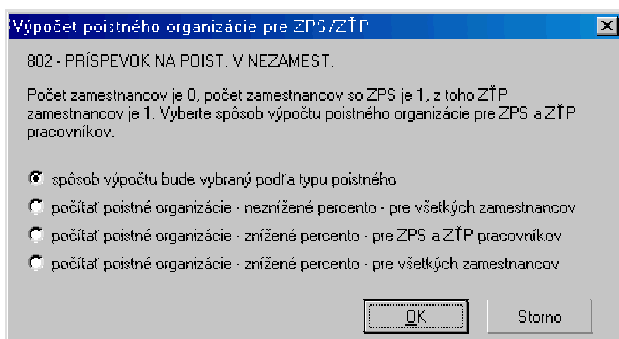 Výpočet poistného organizácie pre ZPS/ZŤP
802 - PRÍSPEVOK NA POIST. V NEZAMEST.
Počet zamestnancov je 0, počet zamestnancov so ZPS je 1, z toho ZŤP
zamestnancov je 1. Vyberte spôsob výpočtu poistného organizácie pre ZPS a ZŤP
pracovníkov.
spôsob výpočtu bude vybraný podľa typu poistného
počítať poistné organizácie - neznížené percento - pre všetkých zamestnancov
počítať poistné organizácie - znížené percento - pre ZPS a ZŤP pracovníkov
počítať poistné organizácie - znížené percento - pre všetkých zamestnancov
OK Storno